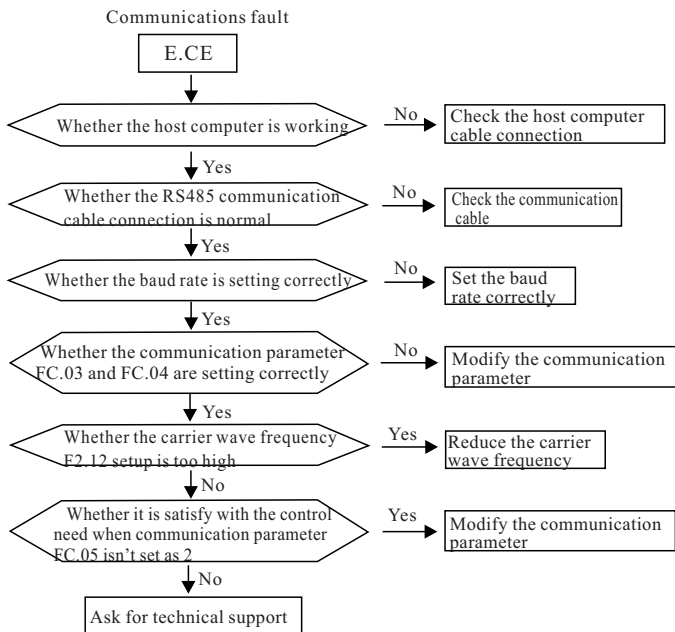 Communications fault
E.CE
Whether the host computer is working
No
Check the host computer
cable connection
Yes
Whether the RS485 communication
cable connection is normal
No
Check the communication
cable
Yes
Whether the baud rate is setting correctly
No
Set the baud
rate correctly
Yes
Whether the communication parameter
FC.03 and FC.04 are setting correctly
No
Modify the communication
parameter
Yes
Whether the carrier wave frequency
F2.12 setup is too high
Yes
Reduce the carrier
wave frequency
No
Whether it is satisfy with the control
need when communication parameter
FC.05 isn't set as 2
Yes
Modify the communication
parameter
No
Ask for technical support